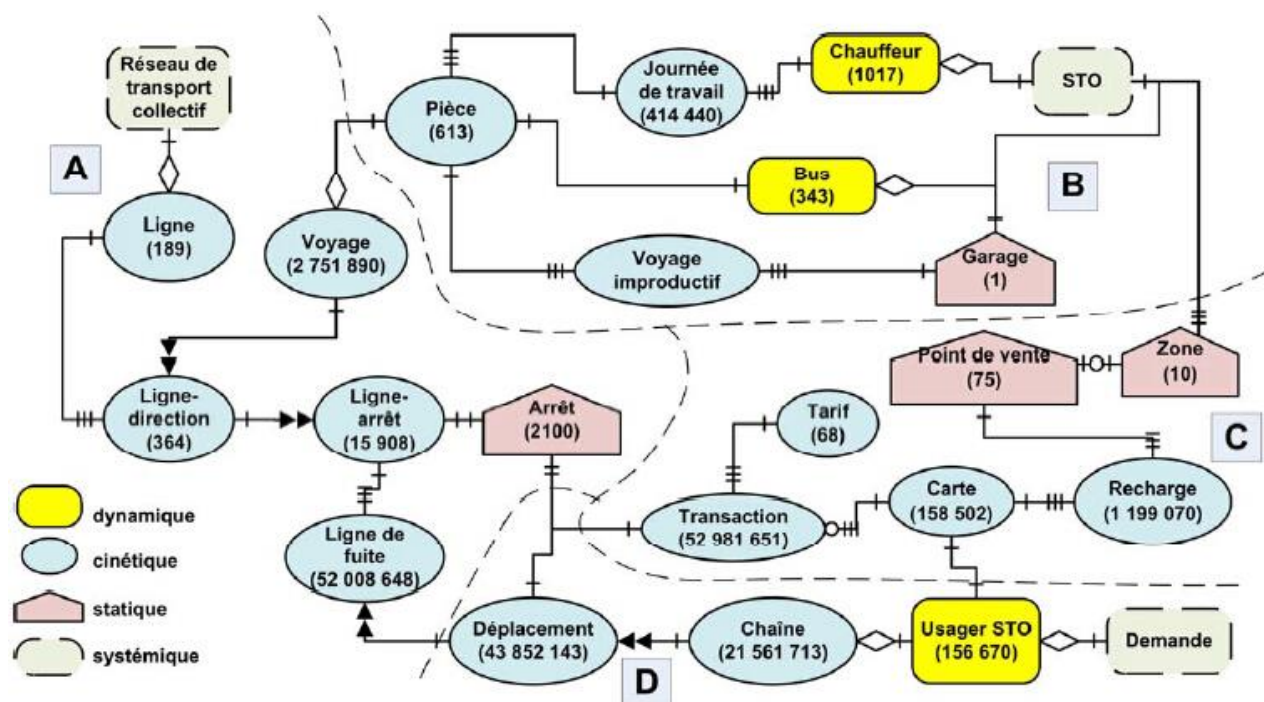 Réseau de
transport
collectif
A
Ligne
(189)
Voyage
(2 751 890)
Ligne-
direction
(364)
Ligne-
arrêt
(15 908)
Arrêt
(2100)
Ligne de
fuite
(52 008 648)
Pièce
(613)
Journée
de travail
(414 440)
Chauffeur
(1017)
STO
Bus
(343)
B
Voyage
improductif
Garage
(1)
Point de vente
(75)
Zone
(10)
C
Tarif
(68)
Transaction
(52 981 651)
Carte
(158 502)
Recharge
(1 199 070)
Déplacement
(43 852 143)
D
Chaîne
(21 561 713)
Usager STO
(156 670)
Demande
dynamique
cinétique
statique
systémique